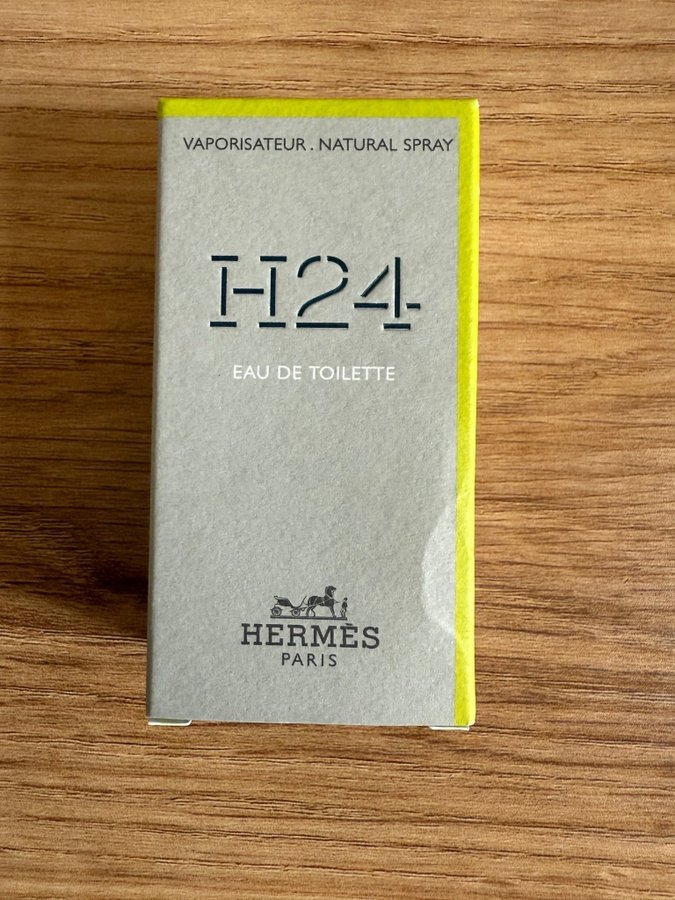 VAPORISATEUR . NATURAL SPRAY
H24
EAU DE TOILETTE
HERMÈS
PARIS